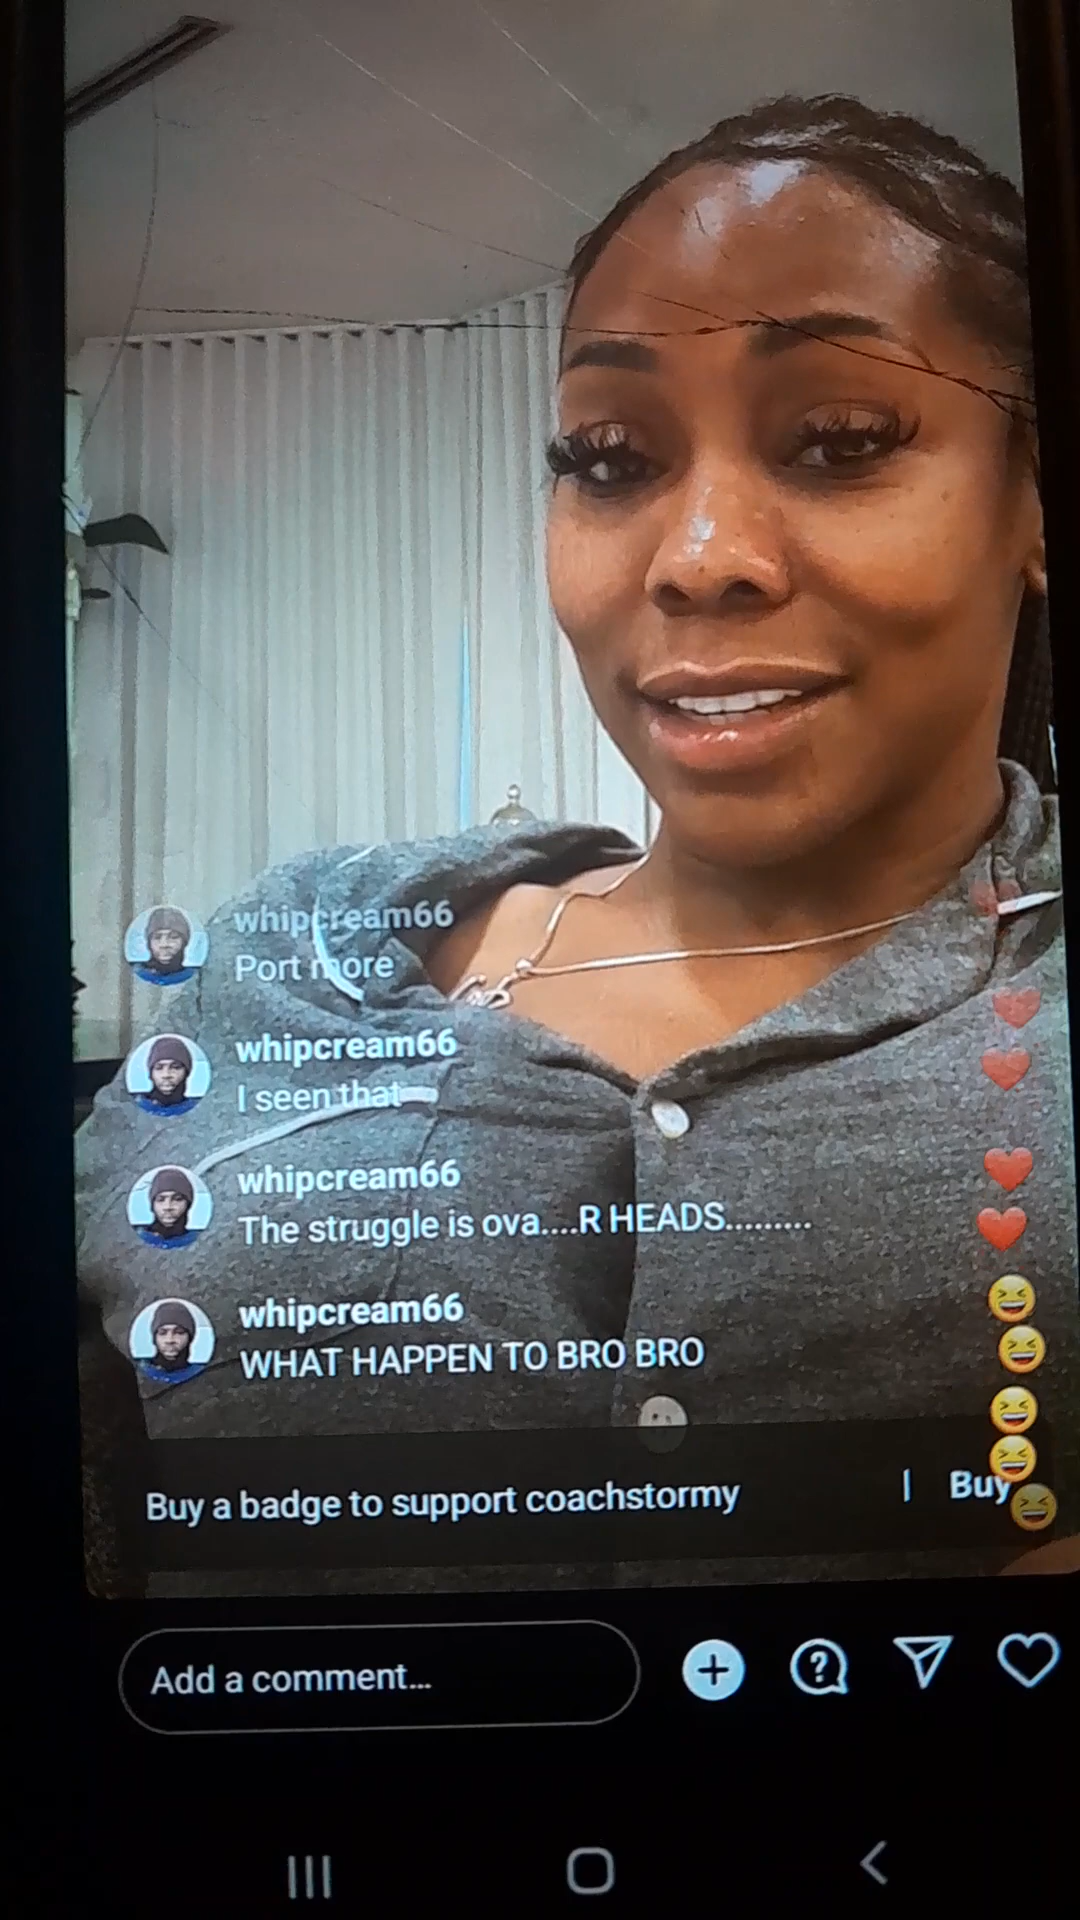 whipcream66
Port more
whipcream66
I seen that
whipcream66
The struggle is ova....R HEADS.........
whipcream66
WHAT HAPPEN TO BRO BRO
Buy a badge to support coachstormy
| Buy
Add a comment...